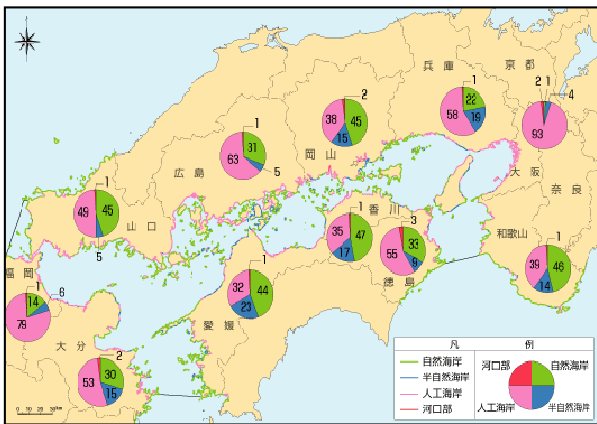 兵庫
京都
1
22
58
19
2
1
4
93
大阪
奈良
2
38
45
15
岡山
1
31
63
5
広島
1
45
49
5
山口
香川
1
35
47
17
3
33
55
9
徳島
和歌山
1
39
46
14
福岡
1
14
6
79
1
32
44
23
愛媛
大分
2
30
53
15
0 10 20 30km
凡 例
自然海岸
半自然海岸
人工海岸
河口部
河口部
自然海岸
人工海岸
半自然海岸